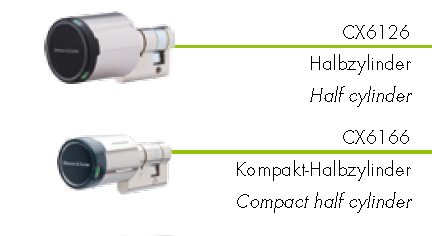 CX6126
Halbzylinder
Half cylinder
CX6166
Kompakt-Halbzylinder
Compact half cylinder